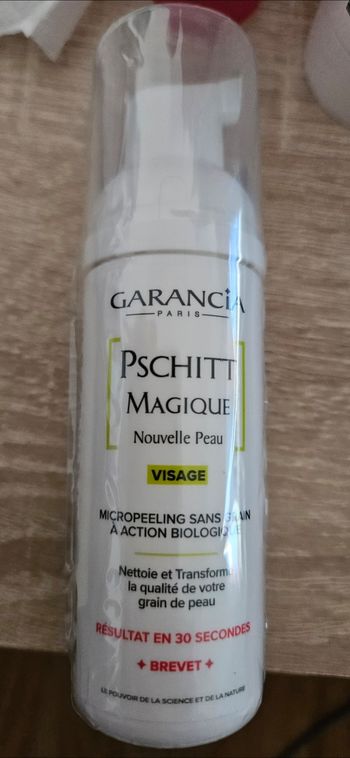 GARANCIA
PARIS
PSCHITT
MAGIQUE
Nouvelle Peau
VISAGE
MICROPEELING SANS GRAIN
À ACTION BIOLOGIQUE
Nettoie et Transforme
la qualité de votre
grain de peau
RÉSULTAT EN 30 SECONDES
+ BREVET +
LE POUVOIR DE LA SCIENCE ET DE LA NATURE